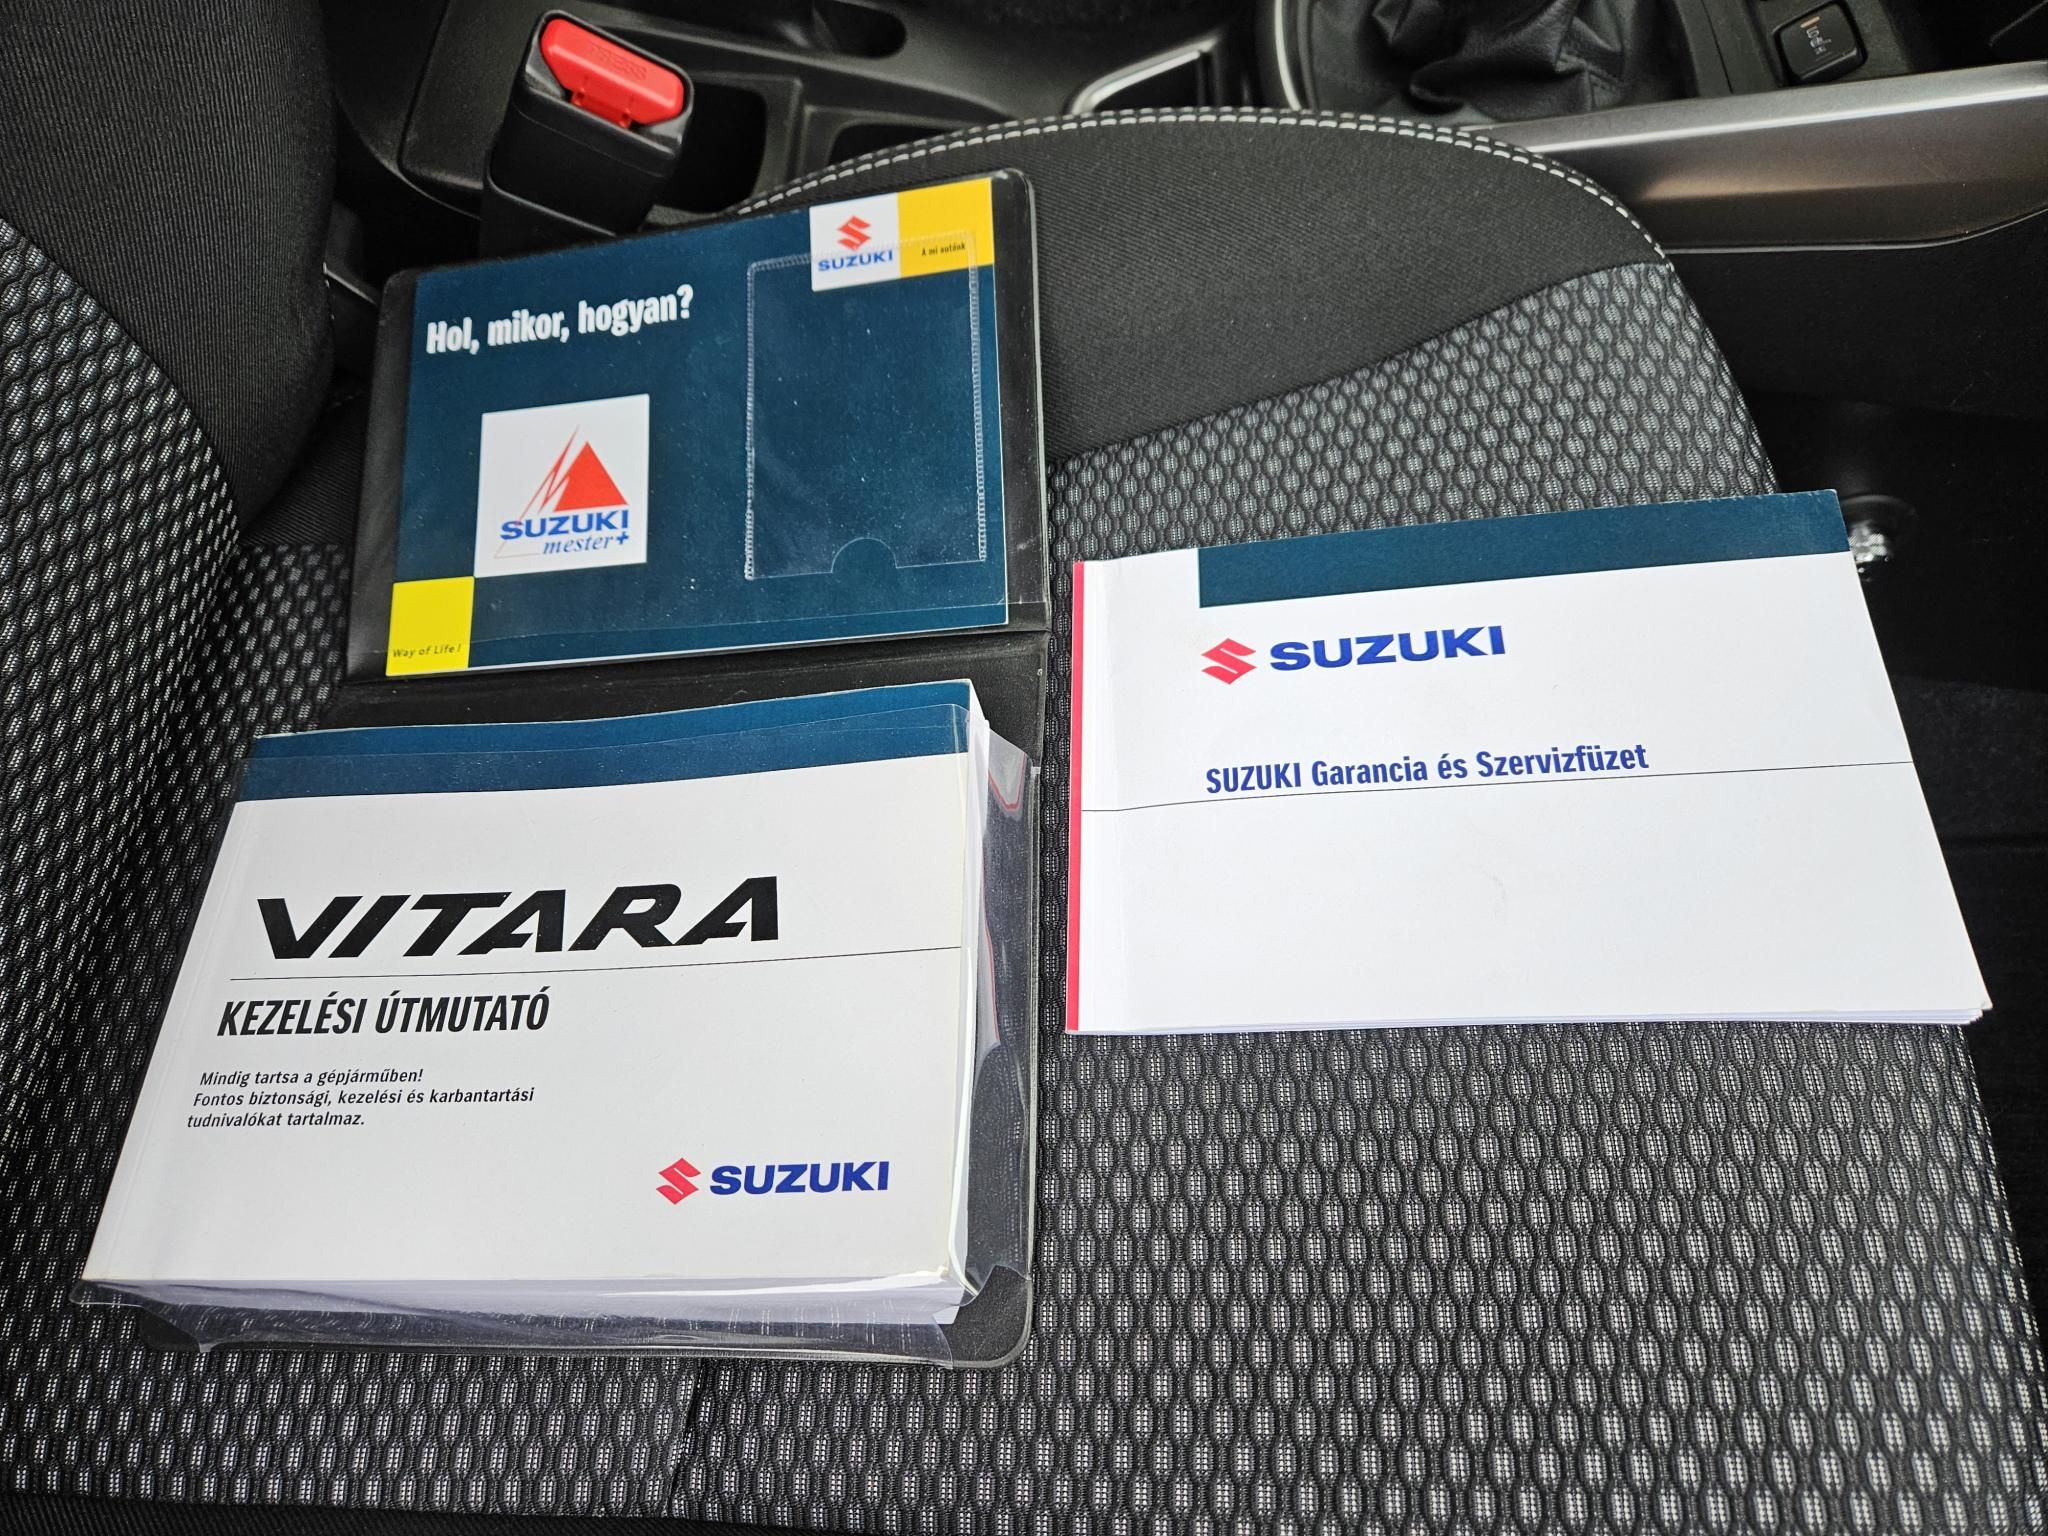 PRESS
SUZUKI
A mi autónk
Hol, mikor, hogyan?
SUZUKI
mester+
Way of Life!
SUZUKI
SUZUKI Garancia és Szervizfüzet
VITARA
KEZELÉSI ÚTMUTATÓ
Mindig tartsa a gépjárműben!
Fontos biztonsági, kezelési és karbantartási
tudnivalókat tartalmaz.
SUZUKI